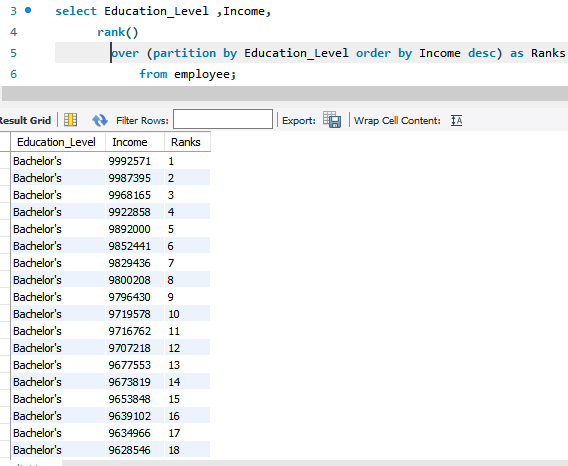 3 select Education_Level ,Income,
4 rank()
5 over (partition by Education_Level order by Income desc) as Ranks
6 from employee;
Result Grid Filter Rows: Export: Wrap Cell Content: IA
Education_Level Income Ranks
Bachelor's 9992571 1
Bachelor's 9987395 2
Bachelor's 9968165 3
Bachelor's 9922858 4
Bachelor's 9892000 5
Bachelor's 9852441 6
Bachelor's 9829436 7
Bachelor's 9800208 8
Bachelor's 9796430 9
Bachelor's 9719578 10
Bachelor's 9716762 11
Bachelor's 9707218 12
Bachelor's 9677553 13
Bachelor's 9673819 14
Bachelor's 9653848 15
Bachelor's 9639102 16
Bachelor's 9634966 17
Bachelor's 9628546 18